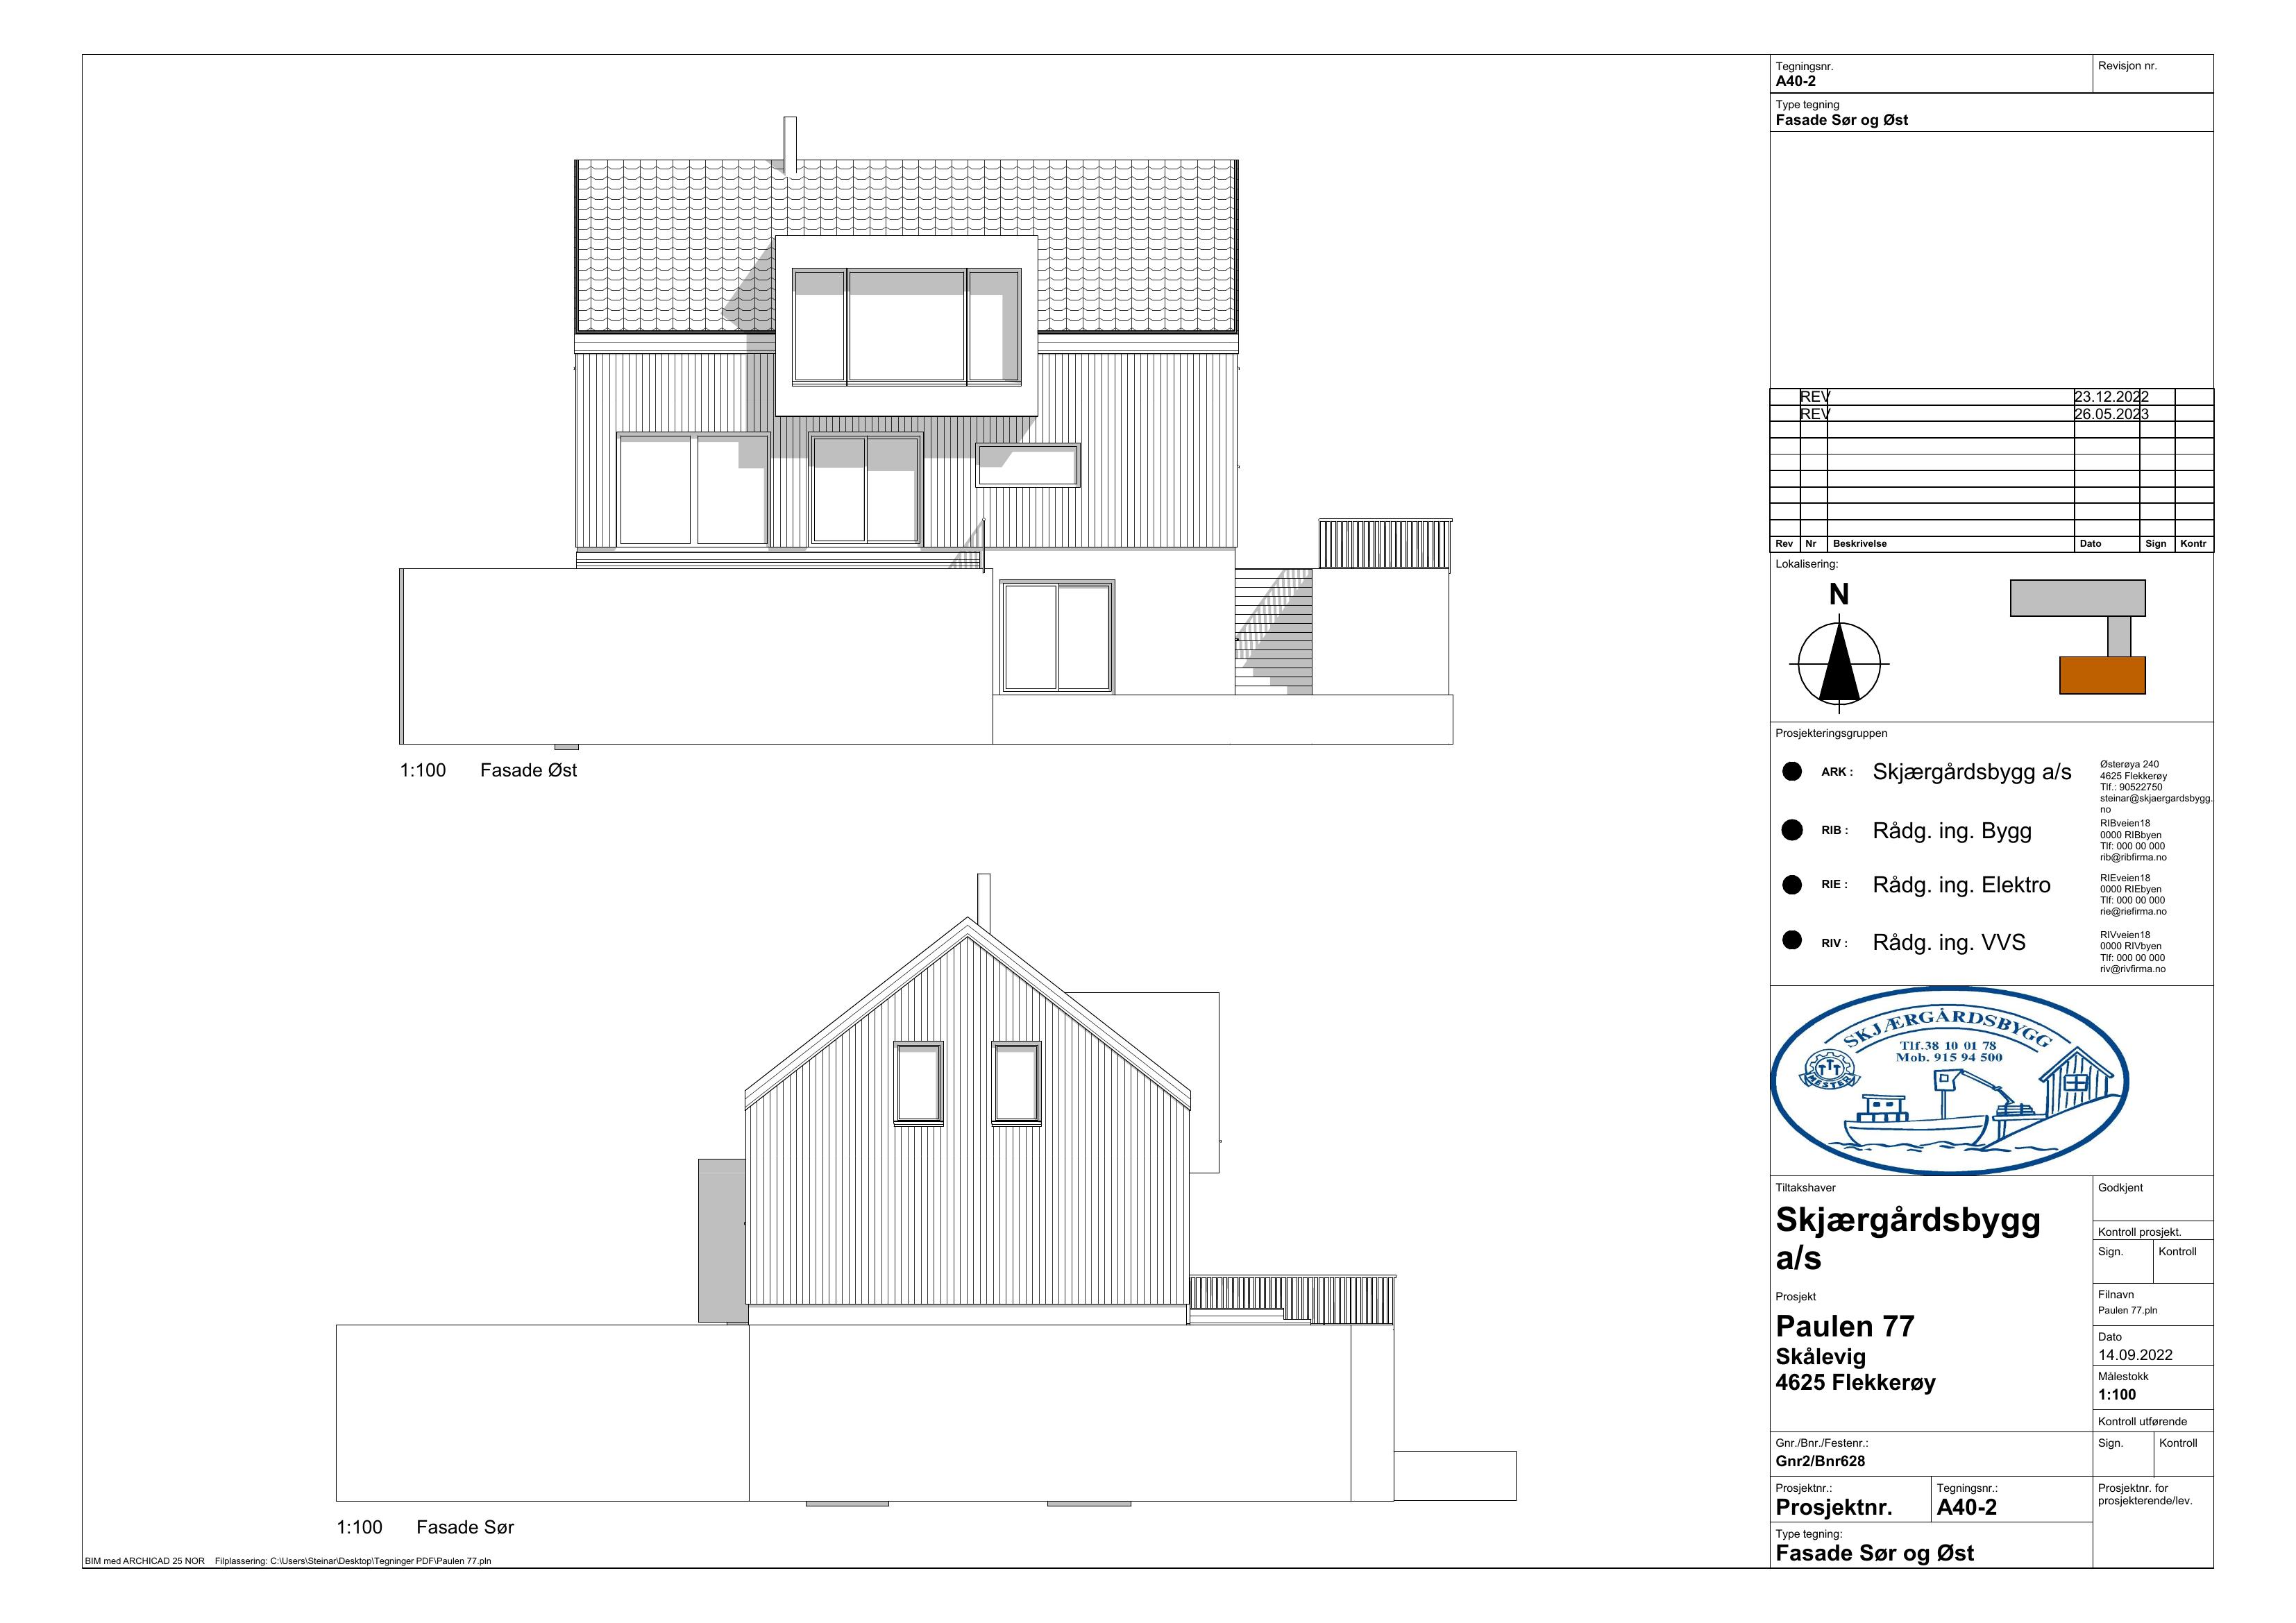 Tegningsnr.
A40-2
Revisjon nr.
Type tegning
Fasade Sør og Øst
REV 23.12.2022
REV 26.05.2023
Rev Nr Beskrivelse Dato Sign Kontr
Lokalisering:
N
Prosjekteringsgruppen
ARK : Skjærgårdsbygg a/s
Østerøya 240
4625 Flekkerøy
Tlf.: 90522750
steinar@skjaergardsbygg.
no
RIB : Rådg. ing. Bygg
RIBveien18
0000 RIBbyen
Tlf: 000 00 000
rib@ribfirma.no
RIE : Rådg. ing. Elektro
RIEveien18
0000 RIEbyen
Tlf: 000 00 000
rie@riefirma.no
RIV : Rådg. ing. VVS
RIVveien18
0000 RIVbyen
Tlf: 000 00 000
riv@rivfirma.no
SKJÆRGÅRDSBYGG
Tlf.38 10 01 78
Mob. 915 94 500
TTT
MESTER
Tiltakshaver
Skjærgårdsbygg
a/s
Godkjent
Kontroll prosjekt.
Sign. Kontroll
Prosjekt
Paulen 77
Skålevig
4625 Flekkerøy
Filnavn
Paulen 77.pln
Dato
14.09.2022
Målestokk
1:100
Kontroll utførende
Sign. Kontroll
Gnr./Bnr./Festenr.:
Gnr2/Bnr628
Prosjektnr.:
Prosjektnr.
Tegningsnr.:
A40-2
Prosjektnr. for
prosjekterende/lev.
Type tegning:
Fasade Sør og Øst
1:100 Fasade Øst
1:100 Fasade Sør
BIM med ARCHICAD 25 NOR Filplassering: C:\Users\Steinar\Desktop\Tegninger PDF\Paulen 77.pln